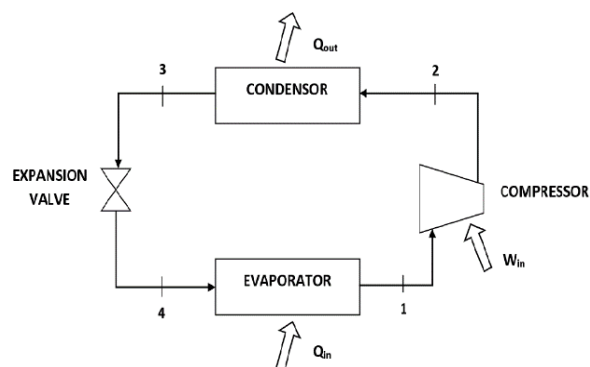 Qout
3
CONDENSOR
2
EXPANSION
VALVE
COMPRESSOR
Win
EVAPORATOR
4
1
Qin